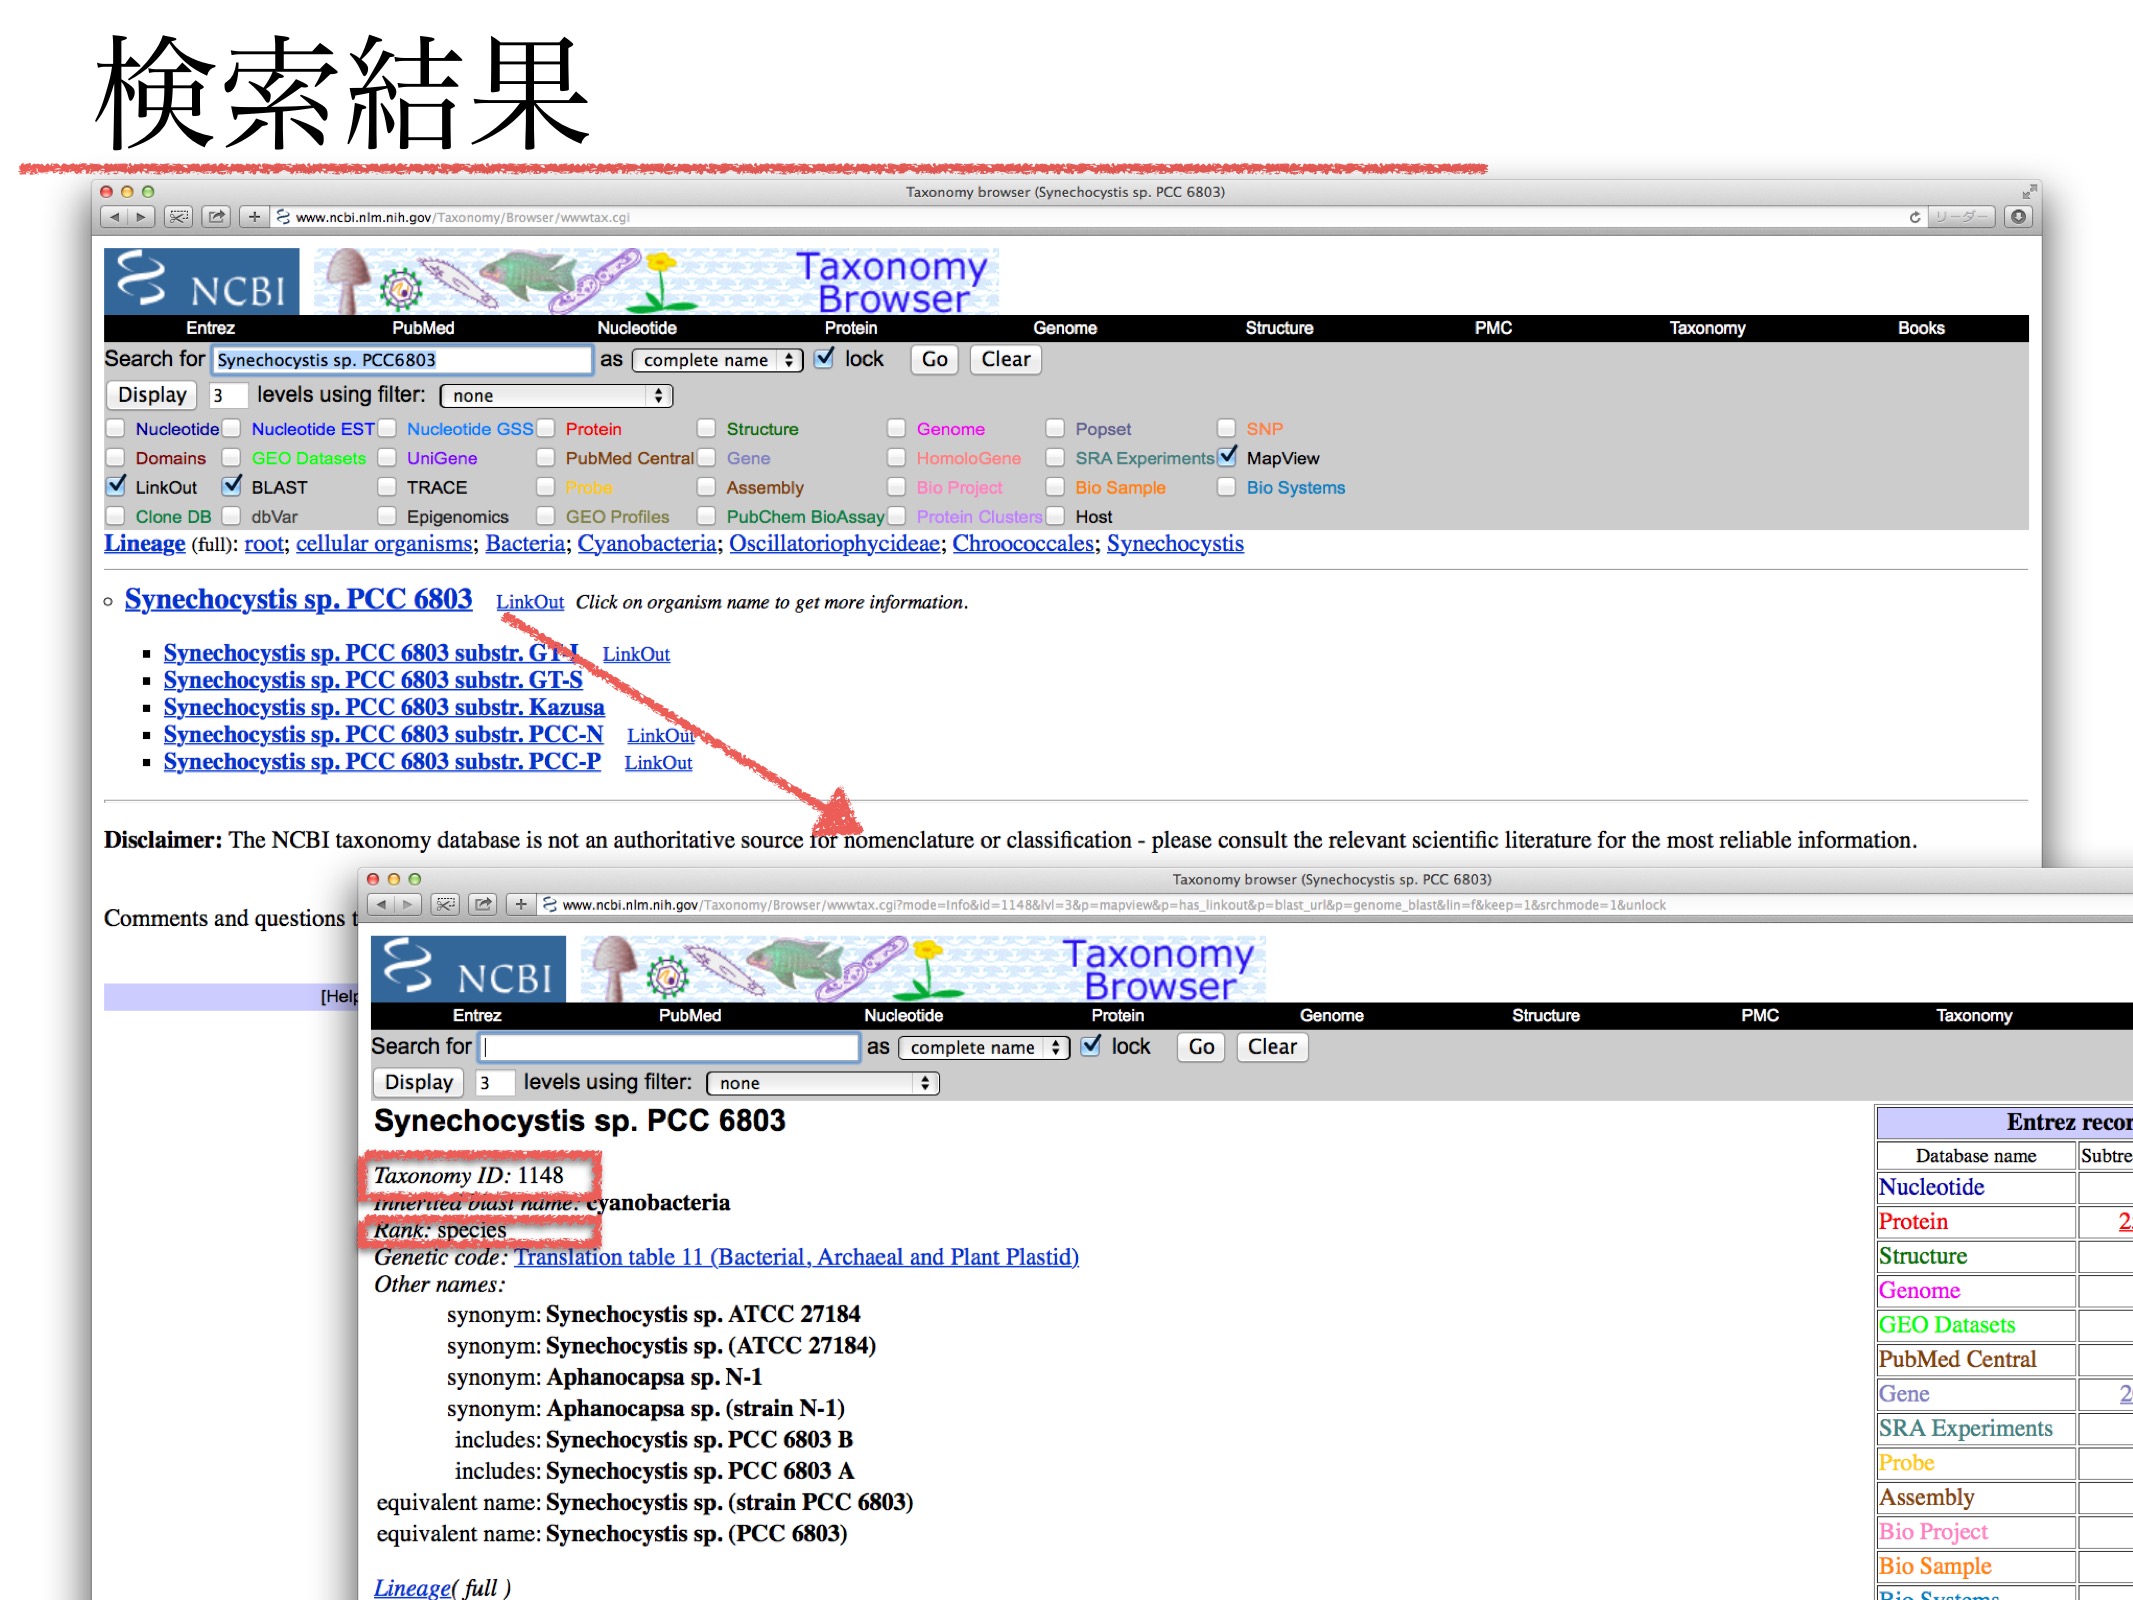 検索結果
Taxonomy browser (Synechocystis sp. PCC 6803)
www.ncbi.nlm.nih.gov/Taxonomy/Browser/wwwtax.cgi リーダー
NCBI Taxonomy Browser
Entrez PubMed Nucleotide Protein Genome Structure PMC Taxonomy Books
Search for Synechocystis sp. PCC6803 as complete name lock Go Clear
Display 3 levels using filter: none
Nucleotide Nucleotide EST Nucleotide GSS Protein Structure Genome Popset SNP
Domains GEO Datasets UniGene PubMed Central Gene HomoloGene SRA Experiments MapView
LinkOut BLAST TRACE Probe Assembly Bio Project Bio Sample Bio Systems
Clone DB dbVar Epigenomics GEO Profiles PubChem BioAssay Protein Clusters Host
Lineage (full): root; cellular organisms; Bacteria; Cyanobacteria; Oscillatoriophycideae; Chroococcales; Synechocystis
Synechocystis sp. PCC 6803 LinkOut Click on organism name to get more information.
Synechocystis sp. PCC 6803 substr. GT-I LinkOut
Synechocystis sp. PCC 6803 substr. GT-S
Synechocystis sp. PCC 6803 substr. Kazusa
Synechocystis sp. PCC 6803 substr. PCC-N LinkOut
Synechocystis sp. PCC 6803 substr. PCC-P LinkOut
Disclaimer: The NCBI taxonomy database is not an authoritative source for nomenclature or classification - please consult the relevant scientific literature for the most reliable information.
Comments and questions t
[Help
Taxonomy browser (Synechocystis sp. PCC 6803)
www.ncbi.nlm.nih.gov/Taxonomy/Browser/wwwtax.cgi?mode=Info&id=1148&lvl=3&p=mapview&p=has_linkout&p=blast_url&p=genome_blast&lin=f&keep=1&srchmode=1&unlock
NCBI Taxonomy Browser
Entrez PubMed Nucleotide Protein Genome Structure PMC Taxonomy
Search for as complete name lock Go Clear
Display 3 levels using filter: none
Synechocystis sp. PCC 6803
Taxonomy ID: 1148
Inherited blast name: cyanobacteria
Rank: species
Genetic code: Translation table 11 (Bacterial, Archaeal and Plant Plastid)
Other names:
synonym: Synechocystis sp. ATCC 27184
synonym: Synechocystis sp. (ATCC 27184)
synonym: Aphanocapsa sp. N-1
synonym: Aphanocapsa sp. (strain N-1)
includes: Synechocystis sp. PCC 6803 B
includes: Synechocystis sp. PCC 6803 A
equivalent name: Synechocystis sp. (strain PCC 6803)
equivalent name: Synechocystis sp. (PCC 6803)
Lineage( full )
Entrez recor
Database name Subtre
Nucleotide
Protein 2
Structure
Genome
GEO Datasets
PubMed Central
Gene 2
SRA Experiments
Probe
Assembly
Bio Project
Bio Sample
Bio Systems